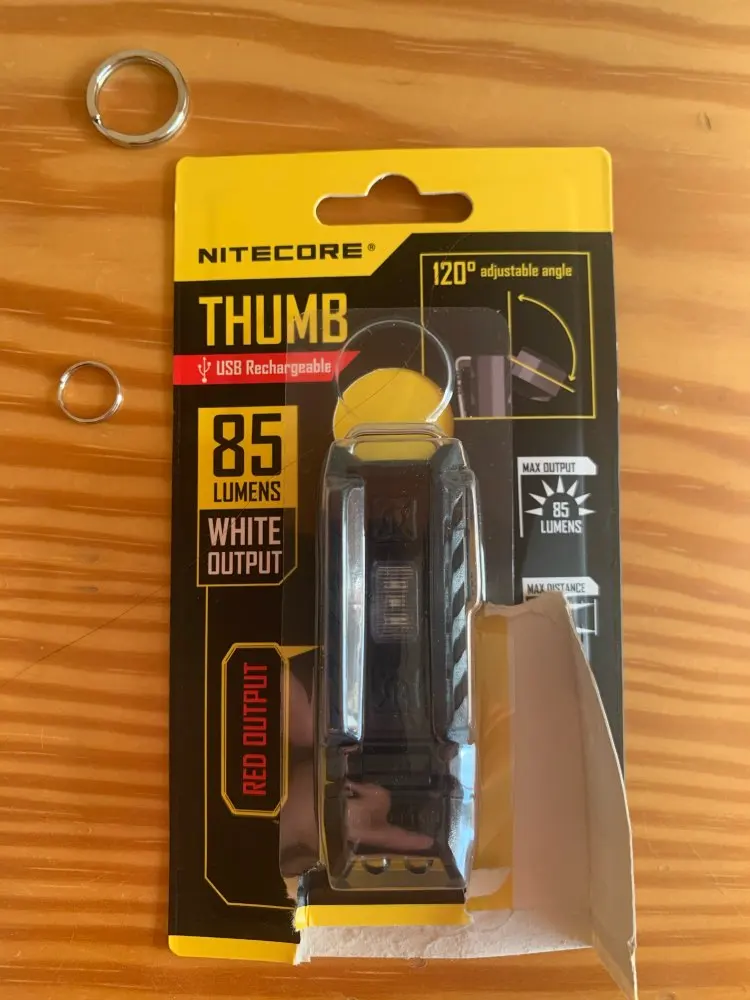 NITECORE®
THUMB
USB Rechargeable
120° adjustable angle
85
LUMENS
WHITE
OUTPUT
RED OUTPUT
MAX OUTPUT
85
LUMENS
MAX DISTANCE